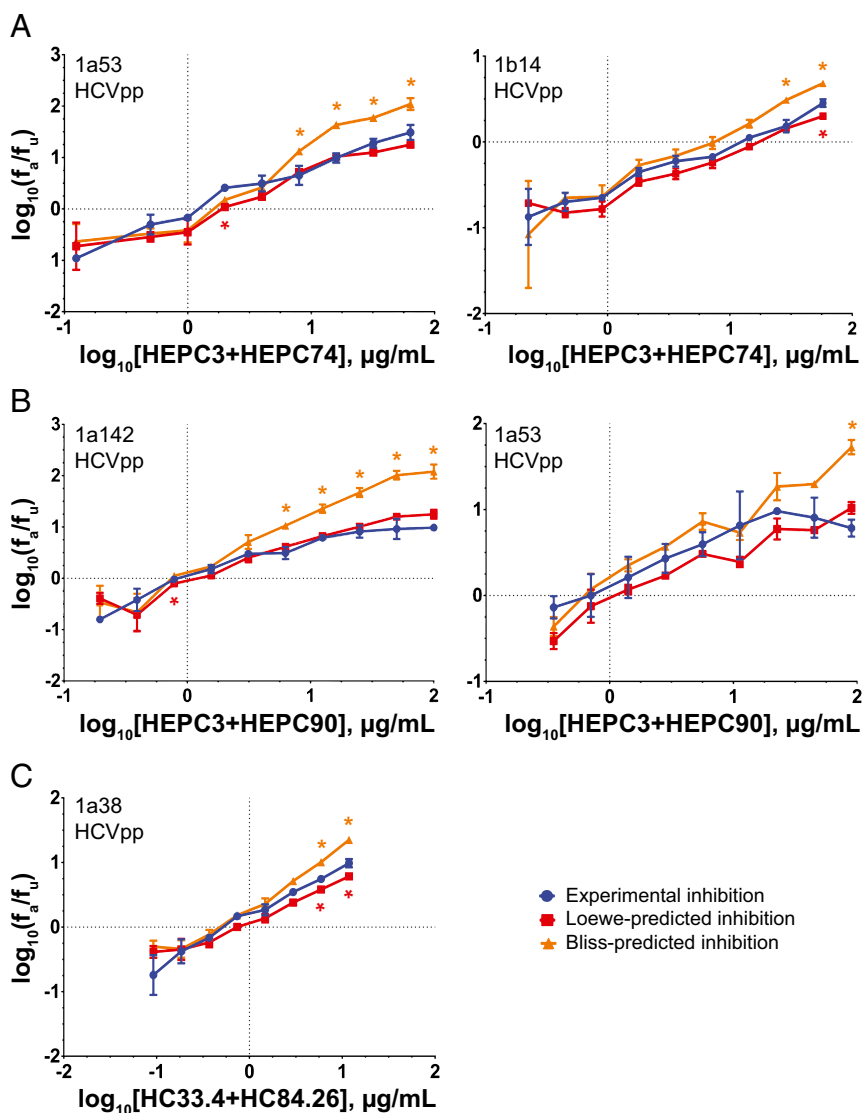 A
1a53
HCVpp
3
2
1
0
1
-2
-1
0
1
2
log10(fa/fu)
log10[HEPC3+HEPC74], µg/mL
1b14
HCVpp
1
0
-1
-2
-1
0
1
2
log10[HEPC3+HEPC74], µg/mL
B
1a142
HCVpp
3
2
1
0
-1
-2
-1
0
1
2
log10(fa/fu)
log10[HEPC3+HEPC90], µg/mL
1a53
HCVpp
2
1
0
-1
-1
0
1
2
log10[HEPC3+HEPC90], µg/mL
C
1a38
HCVpp
2
1
0
-1
-2
-2
-1
0
1
2
log10(fa/fu)
log10[HC33.4+HC84.26], µg/mL
Experimental inhibition
Loewe-predicted inhibition
Bliss-predicted inhibition